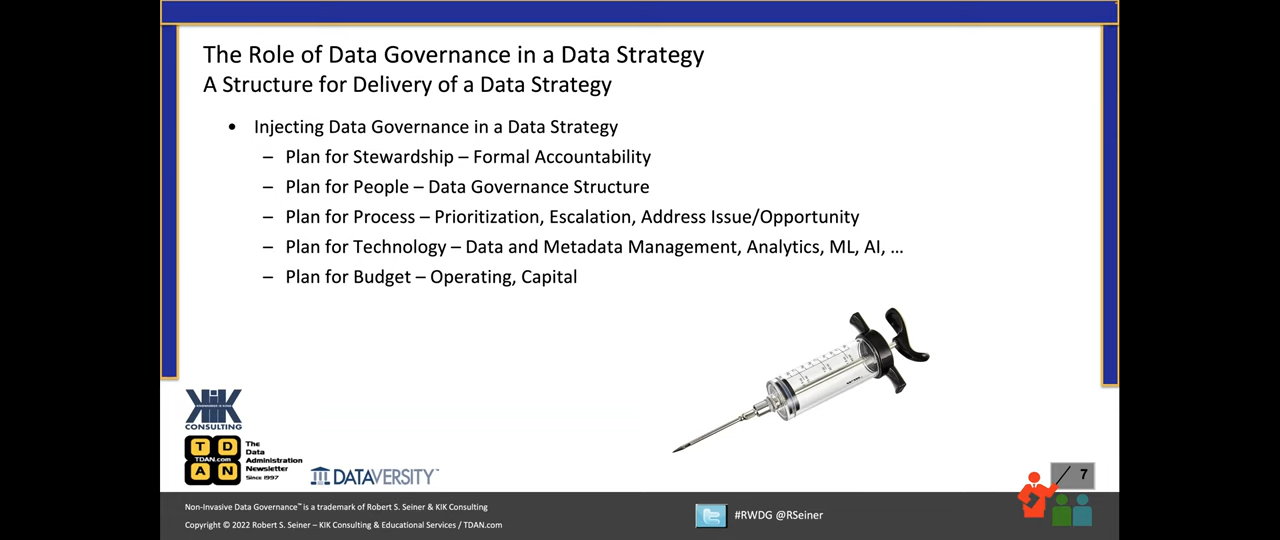 The Role of Data Governance in a Data Strategy
A Structure for Delivery of a Data Strategy
• Injecting Data Governance in a Data Strategy
– Plan for Stewardship – Formal Accountability
– Plan for People – Data Governance Structure
– Plan for Process – Prioritization, Escalation, Address Issue/Opportunity
– Plan for Technology – Data and Metadata Management, Analytics, ML, AI, ...
– Plan for Budget – Operating, Capital
KIK
CONSULTING
T D
TDAN.com
A N
The
Data
Administration
Newsletter
Since 1997
DATAVERSITY
7
Non-Invasive Data Governance™ is a trademark of Robert S. Seiner & KIK Consulting
Copyright © 2022 Robert S. Seiner – KIK Consulting & Educational Services / TDAN.com
#RWDG @RSeiner